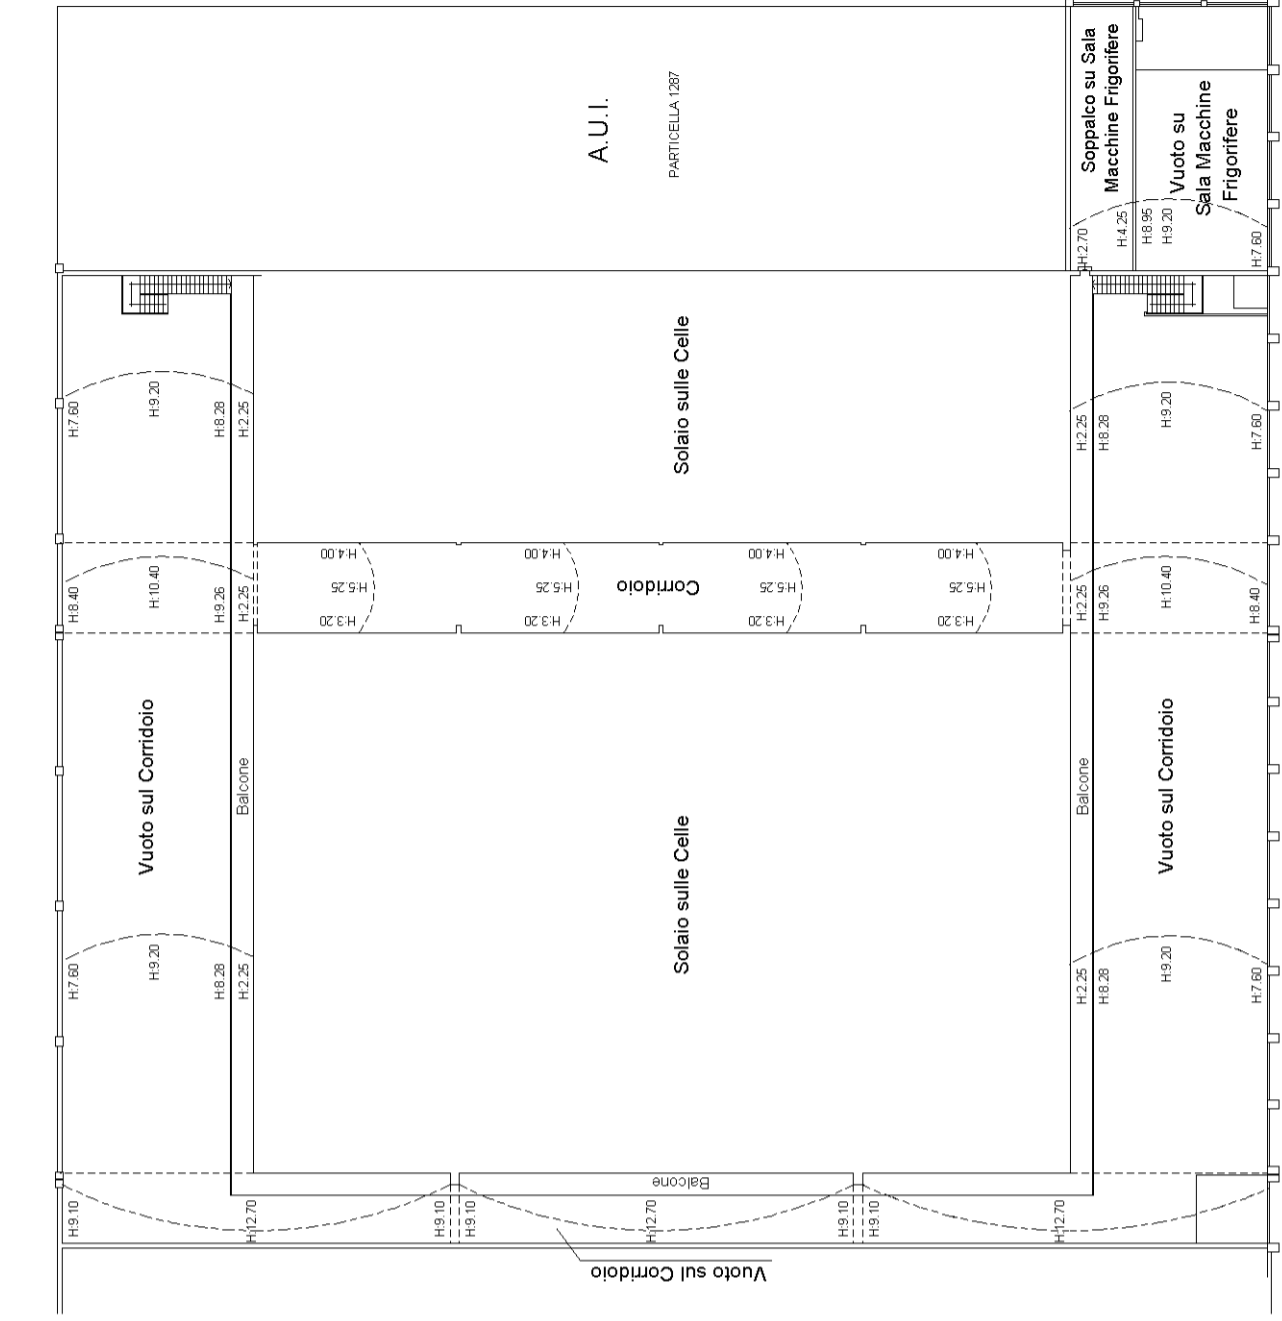 A.U.I.
PARTICELLA 1287
Soppalco su Sala
Macchine Frigorifere
Vuoto su
Sala Macchine
Frigorifere
H:2.70
H:4.25
H:8.95
H:9.20
H:7.60
Solaio sulle Celle
H:7.60
H:9.20
H:8.28
H:2.25
H:2.25
H:8.28
H:9.20
H:7.60
H:8.40
H:10.40
H:9.26
H:2.25
H:4.00
H:5.25
H:3.20
H:4.00
H:5.25
H:3.20
Corridoio
H:4.00
H:5.25
H:3.20
H:4.00
H:5.25
H:3.20
H:2.25
H:9.26
H:10.40
H:8.40
Vuoto sul Corridoio
Balcone
Solaio sulle Celle
Balcone
Vuoto sul Corridoio
H:7.60
H:9.20
H:8.28
H:2.25
H:2.25
H:8.28
H:9.20
H:7.60
Balcone
H:9.10
H:12.70
H:9.10
H:9.10
H:12.70
H:9.10
H:9.10
H:12.70
Vuoto sul Corridoio